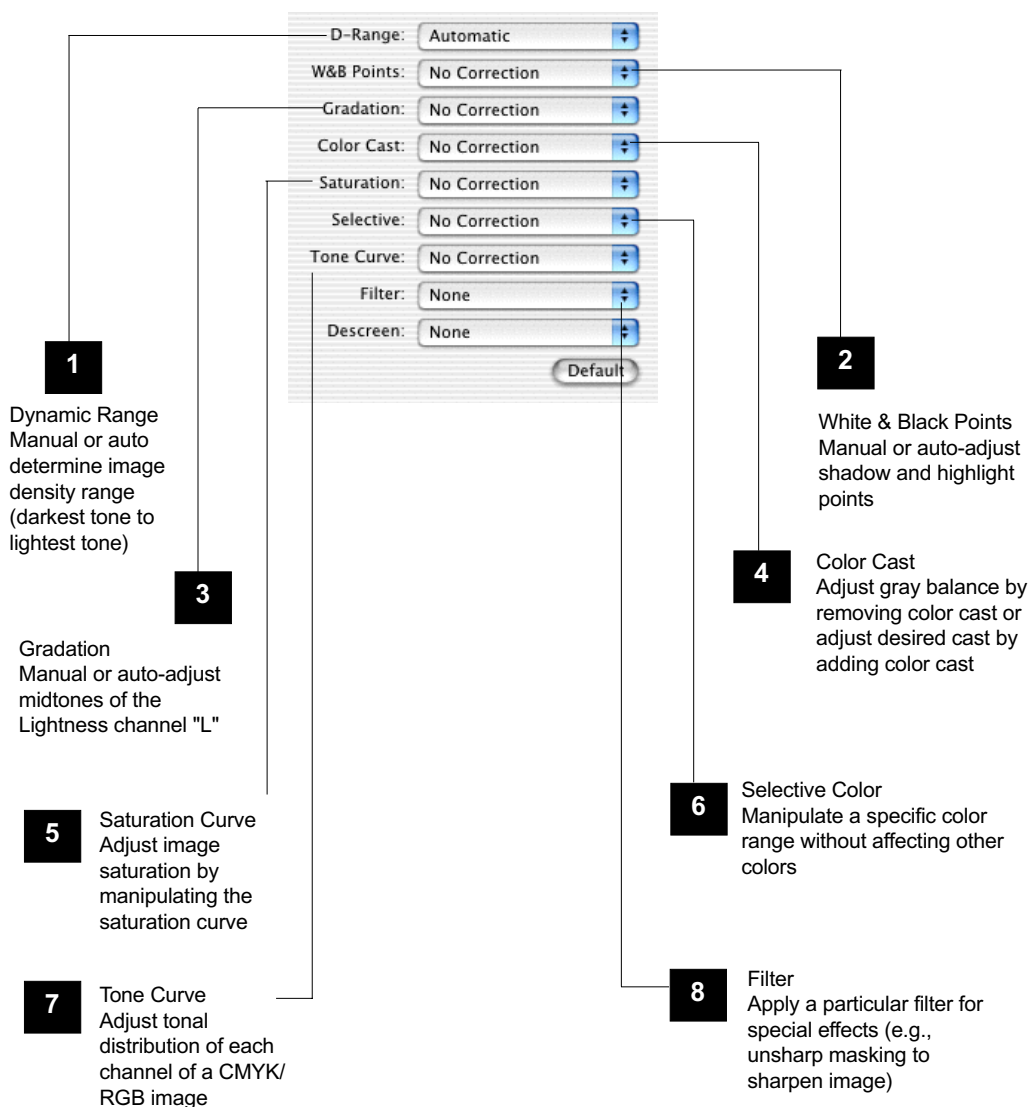 D-Range: Automatic
W&B Points: No Correction
Gradation: No Correction
Color Cast: No Correction
Saturation: No Correction
Selective: No Correction
Tone Curve: No Correction
Filter: None
Descreen: None
Default
1
Dynamic Range
Manual or auto
determine image
density range
(darkest tone to
lightest tone)
2
White & Black Points
Manual or auto-adjust
shadow and highlight
points
3
Gradation
Manual or auto-adjust
midtones of the
Lightness channel "L"
4
Color Cast
Adjust gray balance by
removing color cast or
adjust desired cast by
adding color cast
5
Saturation Curve
Adjust image
saturation by
manipulating the
saturation curve
6
Selective Color
Manipulate a specific color
range without affecting other
colors
7
Tone Curve
Adjust tonal
distribution of each
channel of a CMYK/
RGB image
8
Filter
Apply a particular filter for
special effects (e.g.,
unsharp masking to
sharpen image)